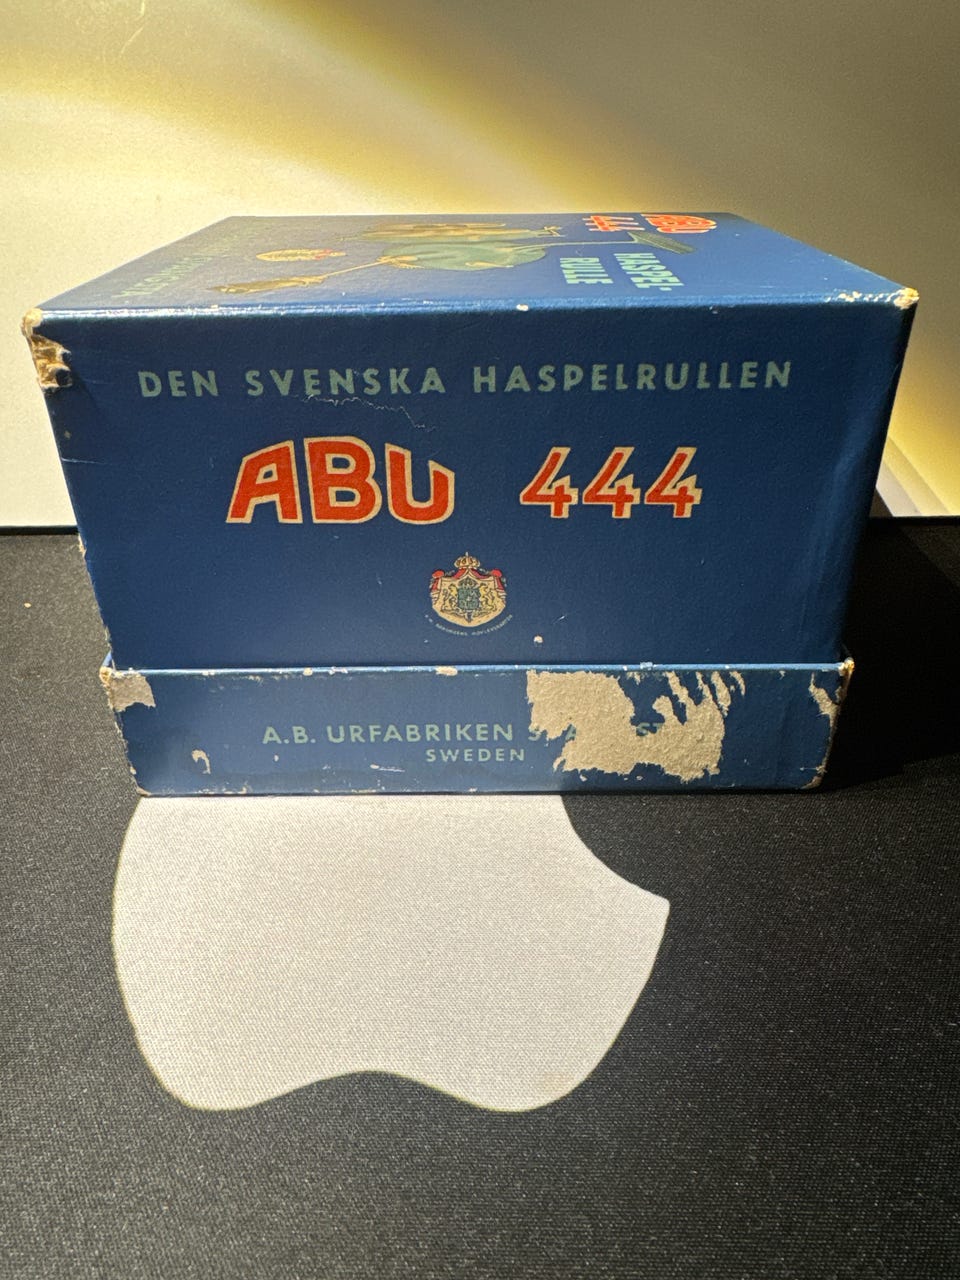 ABU
444
HASPEL-
RULLE
DEN SVENSKA HASPELRULLEN
ABU 444
A.B. URFABRIKEN
SWEDEN